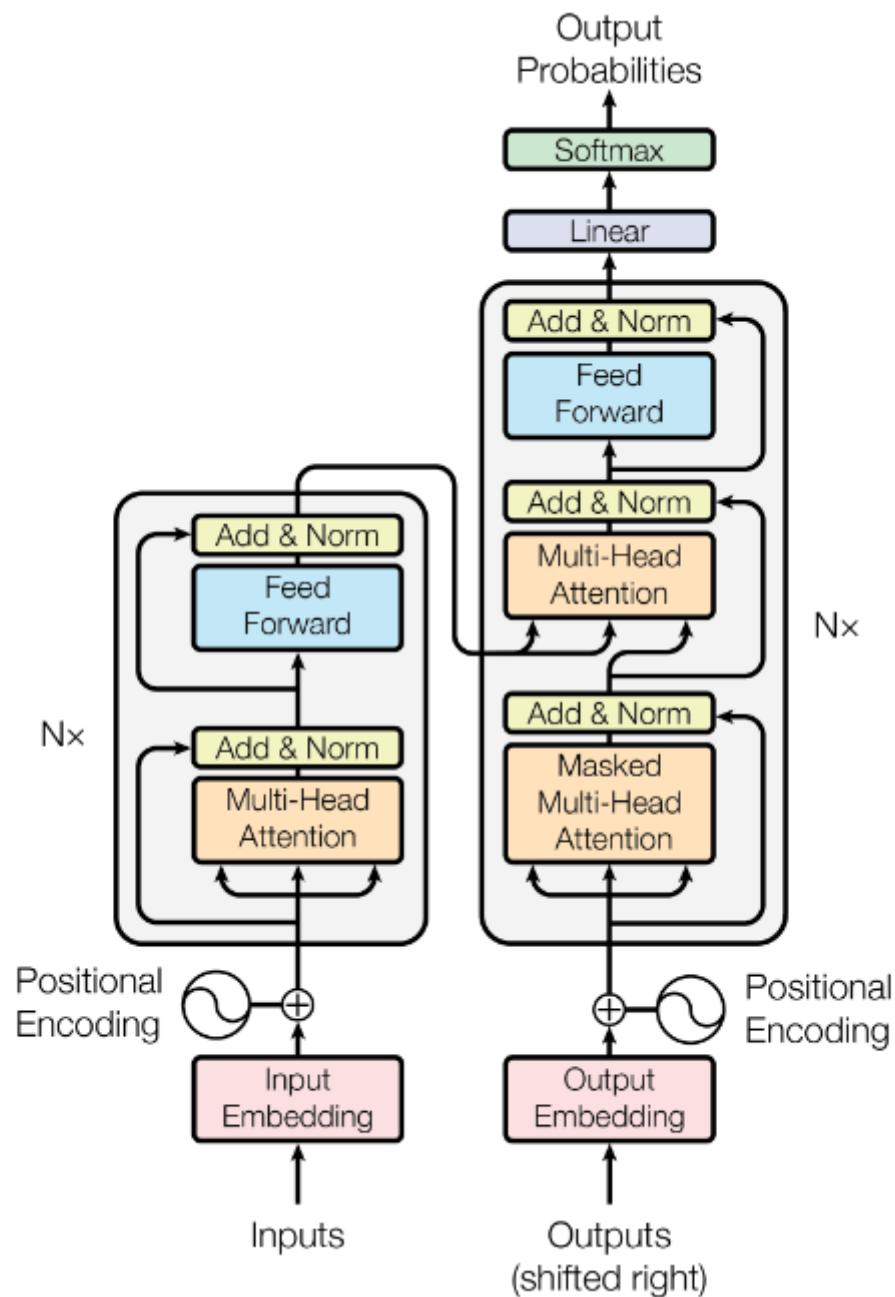 Output
Probabilities
Softmax
Linear
Add & Norm
Feed
Forward
Add & Norm
Multi-Head
Attention
Add & Norm
Masked
Multi-Head
Attention
Nx
Add & Norm
Feed
Forward
Add & Norm
Multi-Head
Attention
Nx
Positional
Encoding
Positional
Encoding
Input
Embedding
Output
Embedding
Inputs
Outputs
(shifted right)